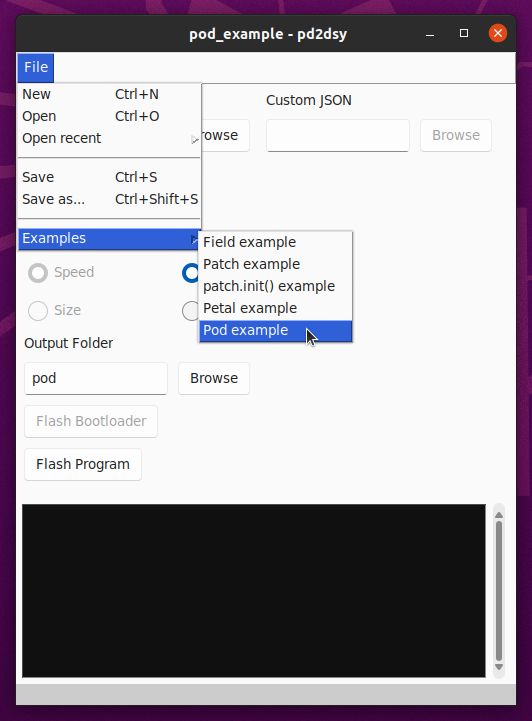 pod_example - pd2dsy
File
New Ctrl+N
Open Ctrl+O
Open recent
Save Ctrl+S
Save as... Ctrl+Shift+S
Examples
Field example
Patch example
patch.init() example
Petal example
Pod example
Custom JSON
Browse
Speed
Size
Output Folder
pod
Browse
Flash Bootloader
Flash Program